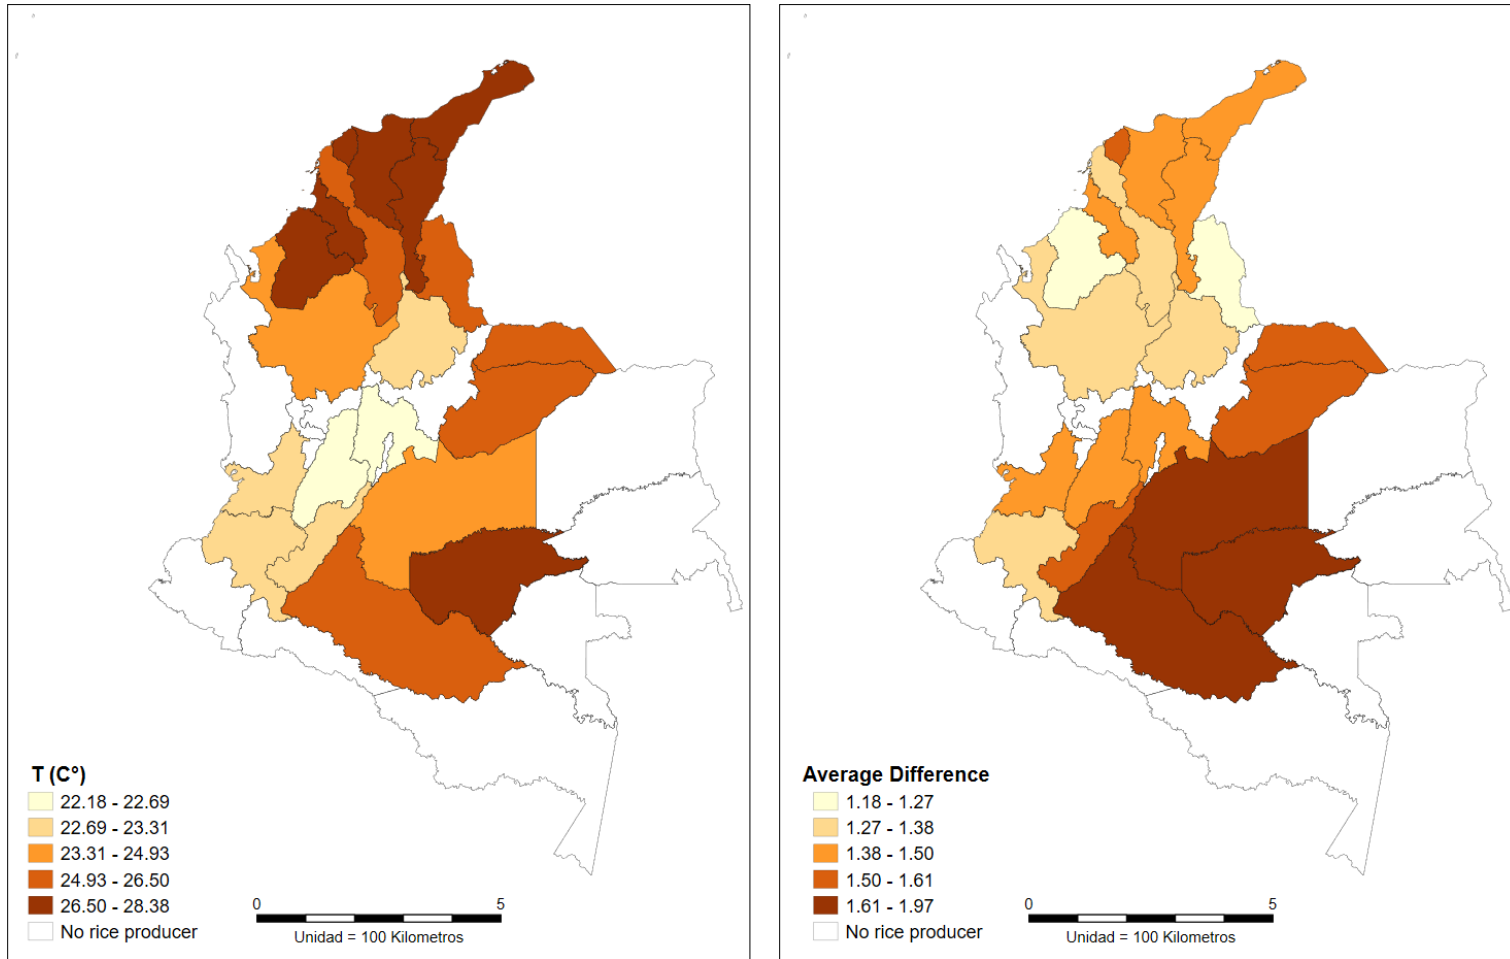 T (C°)
22.18 - 22.69
22.69 - 23.31
23.31 - 24.93
24.93 - 26.50
26.50 - 28.38
No rice producer
0 5
Unidad = 100 Kilometros
Average Difference
1.18 - 1.27
1.27 - 1.38
1.38 - 1.50
1.50 - 1.61
1.61 - 1.97
No rice producer
0 5
Unidad = 100 Kilometros